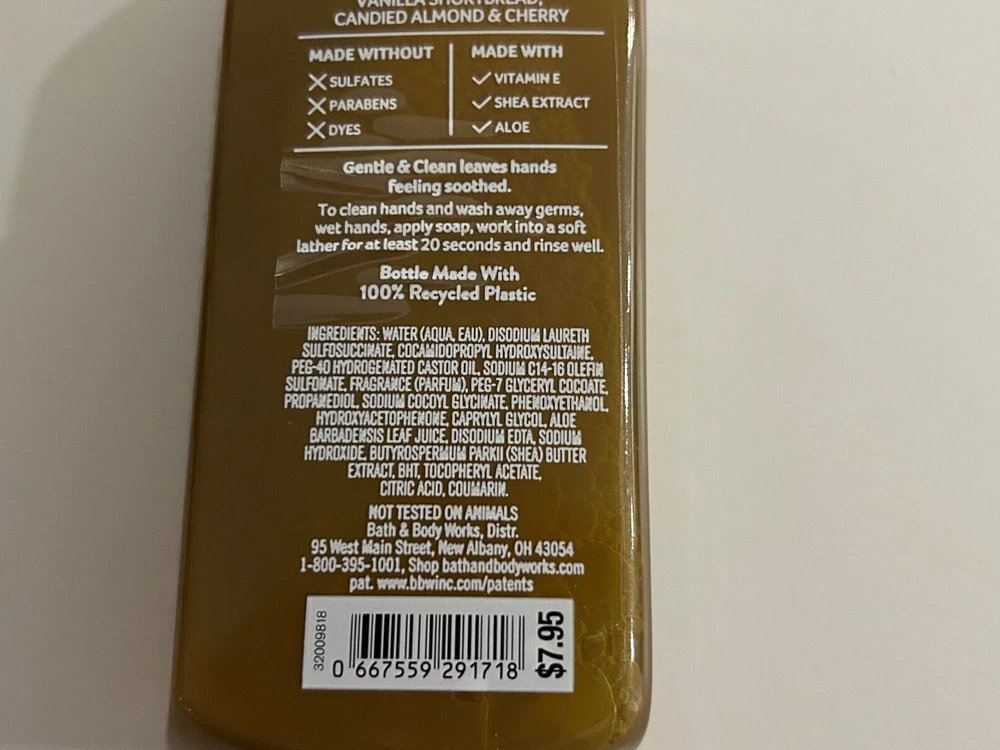 VANILLA SHORTBREAD,
CANDIED ALMOND & CHERRY
MADE WITHOUT
SULFATES
PARABENS
DYES
MADE WITH
VITAMIN E
SHEA EXTRACT
ALOE
Gentle & Clean leaves hands
feeling soothed.
To clean hands and wash away germs,
wet hands, apply soap, work into a soft
lather for at least 20 seconds and rinse well.
Bottle Made With
100% Recycled Plastic
INGREDIENTS: WATER (AQUA, EAU), DISODIUM LAURETH
SULFOSUCCINATE, COCAMIDOPROPYL HYDROXYSULTAINE,
PEG-40 HYDROGENATED CASTOR OIL, SODIUM C14-16 OLEFIN
SULFONATE, FRAGRANCE (PARFUM), PEG-7 GLYCERYL COCOATE,
PROPANEDIOL, SODIUM COCOYL GLYCINATE, PHENOXYETHANOL,
HYDROXYACETOPHENONE, CAPRYLYL GLYCOL, ALOE
BARBADENSIS LEAF JUICE, DISODIUM EDTA, SODIUM
HYDROXIDE, BUTYROSPERMUM PARKII (SHEA) BUTTER
EXTRACT, BHT, TOCOPHERYL ACETATE,
CITRIC ACID, COUMARIN.
NOT TESTED ON ANIMALS
Bath & Body Works, Distr.
95 West Main Street, New Albany, OH 43054
1-800-395-1001, Shop bathandbodyworks.com
pat. www.bbwinc.com/patents
32009818
0 667559 291718
$7.95